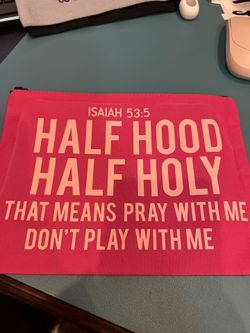 ISAIAH 53:5
HALF HOOD
HALF HOLY
THAT MEANS PRAY WITH ME
DON'T PLAY WITH ME